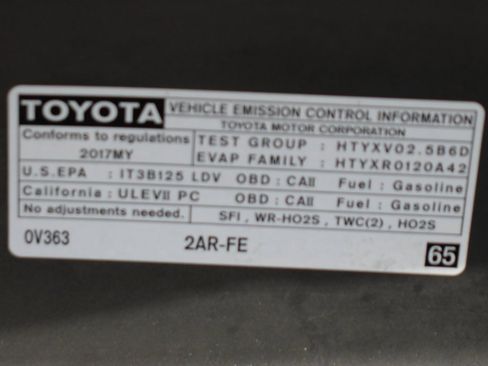 TOYOTA VEHICLE EMISSION CONTROL INFORMATION
TOYOTA MOTOR CORPORATION
Conforms to regulations TEST GROUP : HTYXV02.5B6D
2017MY EVAP FAMILY : HTYXR0120A42
U.S.EPA : IT3B125 LDV OBD : CAII Fuel : Gasoline
California : ULEVII PC OBD : CAII Fuel : Gasoline
No adjustments needed. SFI , WR-HO2S , TWC(2) , HO2S
0V363 2AR-FE 65